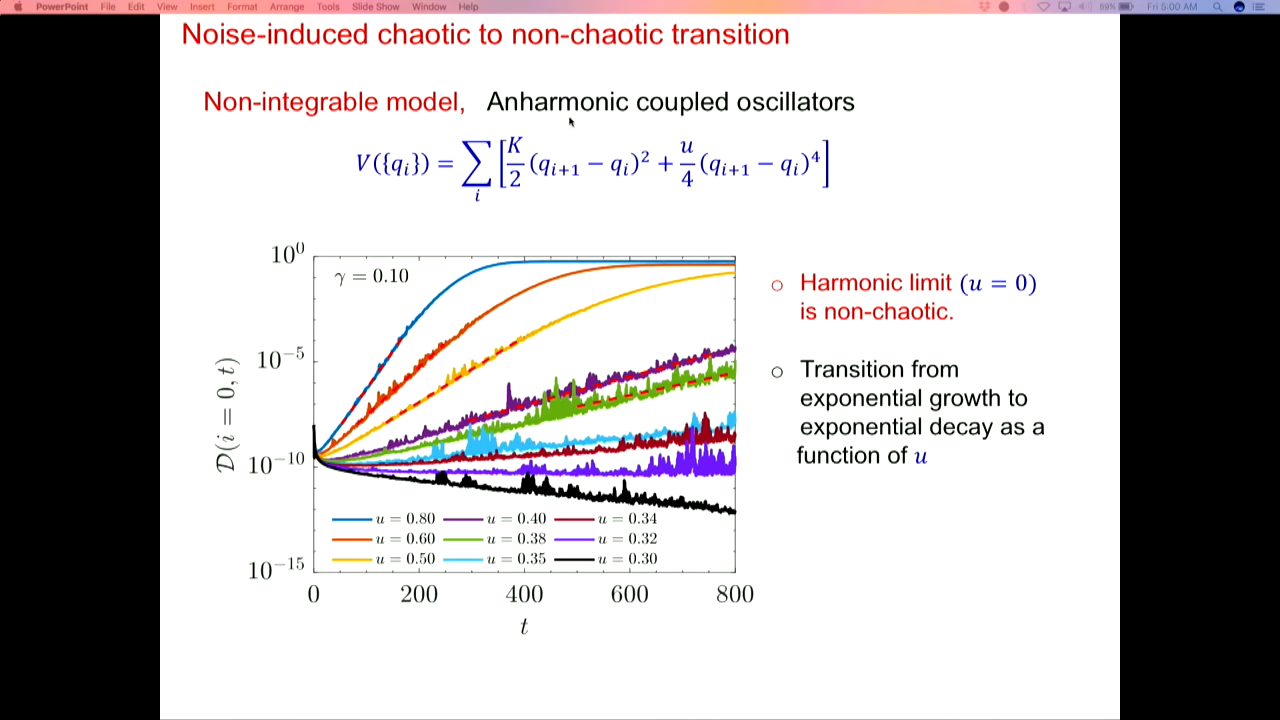 PowerPoint File Edit View Insert Format Arrange Tools Slide Show Window Help 89% Fri 5:00 AM
Noise-induced chaotic to non-chaotic transition
Non-integrable model, Anharmonic coupled oscillators
V({q_i}) = ∑_i [K/2 (q_{i+1} − q_i)^2 + u/4 (q_{i+1} − q_i)^4]
10^0
γ = 0.10
10^{-5}
10^{-10}
10^{-15}
𝒟(i = 0, t)
u = 0.80 u = 0.40 u = 0.34
u = 0.60 u = 0.38 u = 0.32
u = 0.50 u = 0.35 u = 0.30
0 200 400 600 800
t
○ Harmonic limit (u = 0)
is non-chaotic.
○ Transition from
exponential growth to
exponential decay as a
function of u